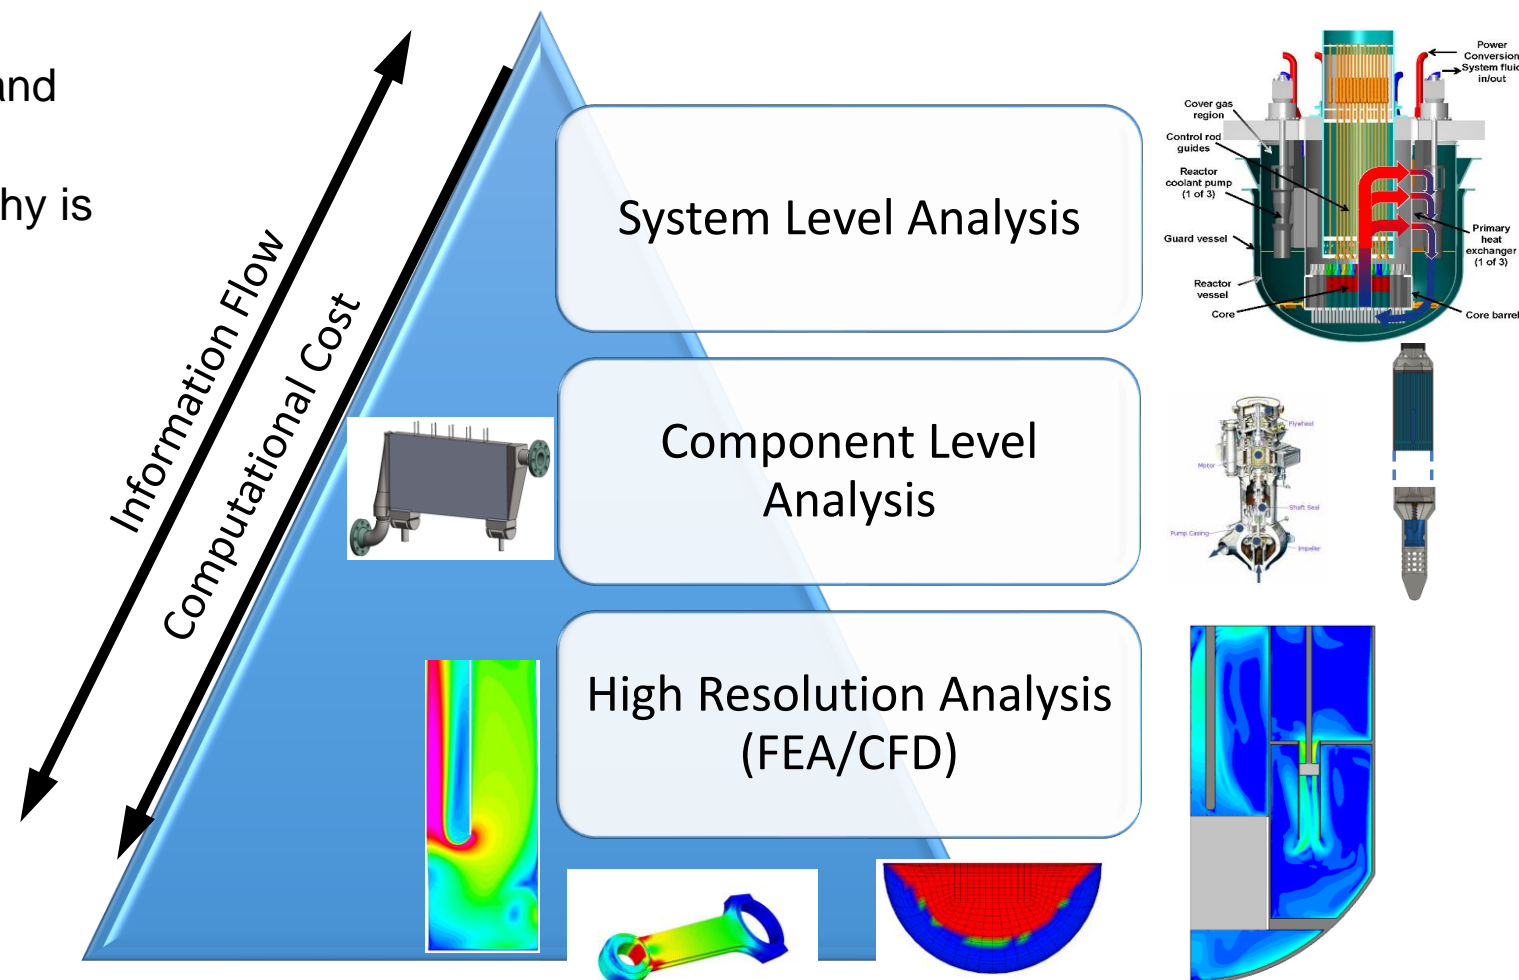 and
hy is
Information Flow
Computational Cost
System Level Analysis
Component Level
Analysis
High Resolution Analysis
(FEA/CFD)
Power
Conversion
System fluid
in/out
Cover gas
region
Control rod
guides
Reactor
coolant pump
(1 of 3)
Guard vessel
Reactor
vessel
Core
Primary
heat
exchanger
(1 of 3)
Core barrel
Flywheel
Motor
Shaft Seal
Pump Casing
Impeller